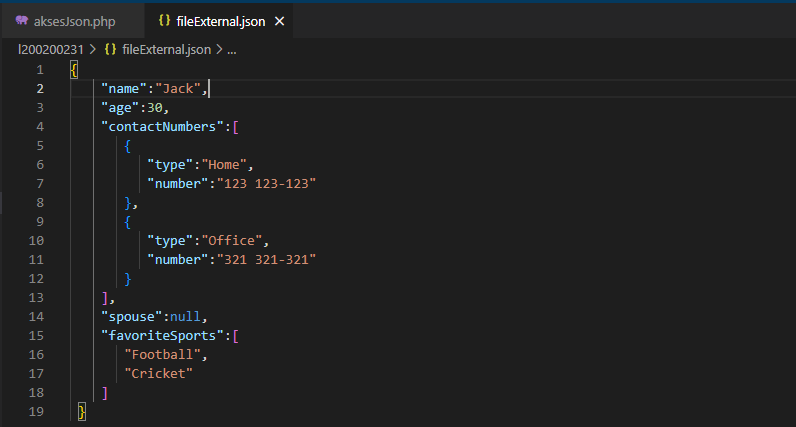 aksesJson.php {} fileExternal.json ×
l200200231 > {} fileExternal.json > ...
1 {
2 "name":"Jack",
3 "age":30,
4 "contactNumbers":[
5 {
6 "type":"Home",
7 "number":"123 123-123"
8 },
9 {
10 "type":"Office",
11 "number":"321 321-321"
12 }
13 ],
14 "spouse":null,
15 "favoriteSports":[
16 "Football",
17 "Cricket"
18 ]
19 }